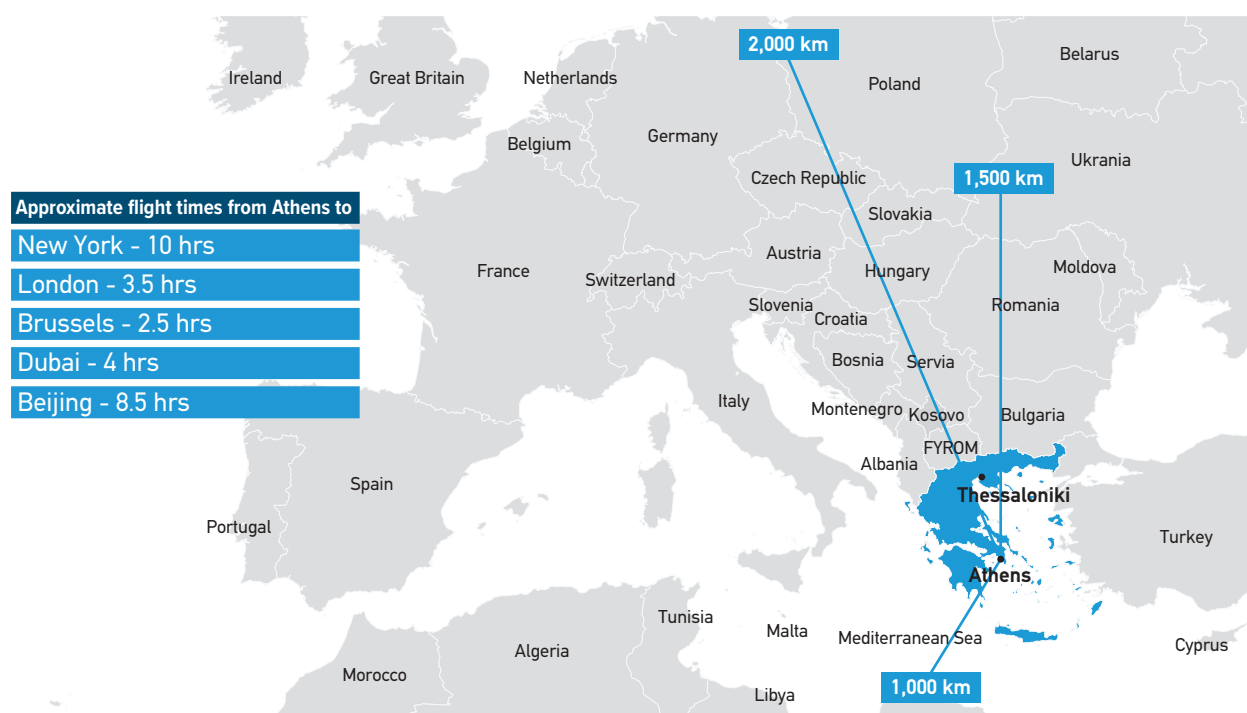 2,000 km
Belarus
Ireland
Great Britain
Netherlands
Poland
Germany
Belgium
Ukrania
Czech Republic
1,500 km
Approximate flight times from Athens to
New York - 10 hrs
London - 3.5 hrs
Brussels - 2.5 hrs
Dubai - 4 hrs
Beijing - 8.5 hrs
Slovakia
Austria
France
Switzerland
Hungary
Moldova
Slovenia
Romania
Croatia
Bosnia
Servia
Italy
Montenegro
Kosovo
Bulgaria
FYROM
Albania
Spain
Thessaloniki
Portugal
Turkey
Athens
Tunisia
Malta
Mediterranean Sea
Cyprus
Algeria
Morocco
1,000 km
Libya